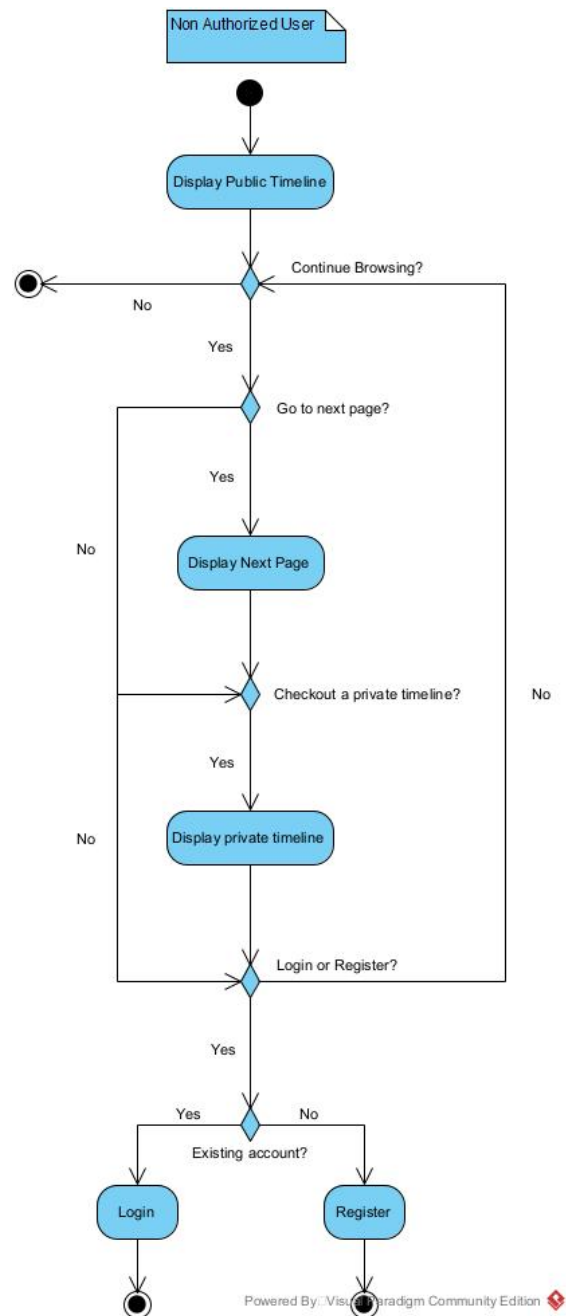 Non Authorized User
Display Public Timeline
Continue Browsing?
No
Yes
Go to next page?
Yes
No
Display Next Page
Checkout a private timeline?
No
Yes
No
Display private timeline
Login or Register?
Yes
Yes
No
Existing account?
Login
Register
Powered By Visual Paradigm Community Edition